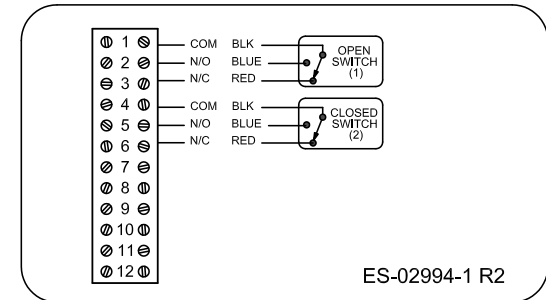 1 COM BLK
2 N/O BLUE
3 N/C RED
OPEN
SWITCH
(1)
4 COM BLK
5 N/O BLUE
6 N/C RED
CLOSED
SWITCH
(2)
7
8
9
10
11
12
ES-02994-1 R2